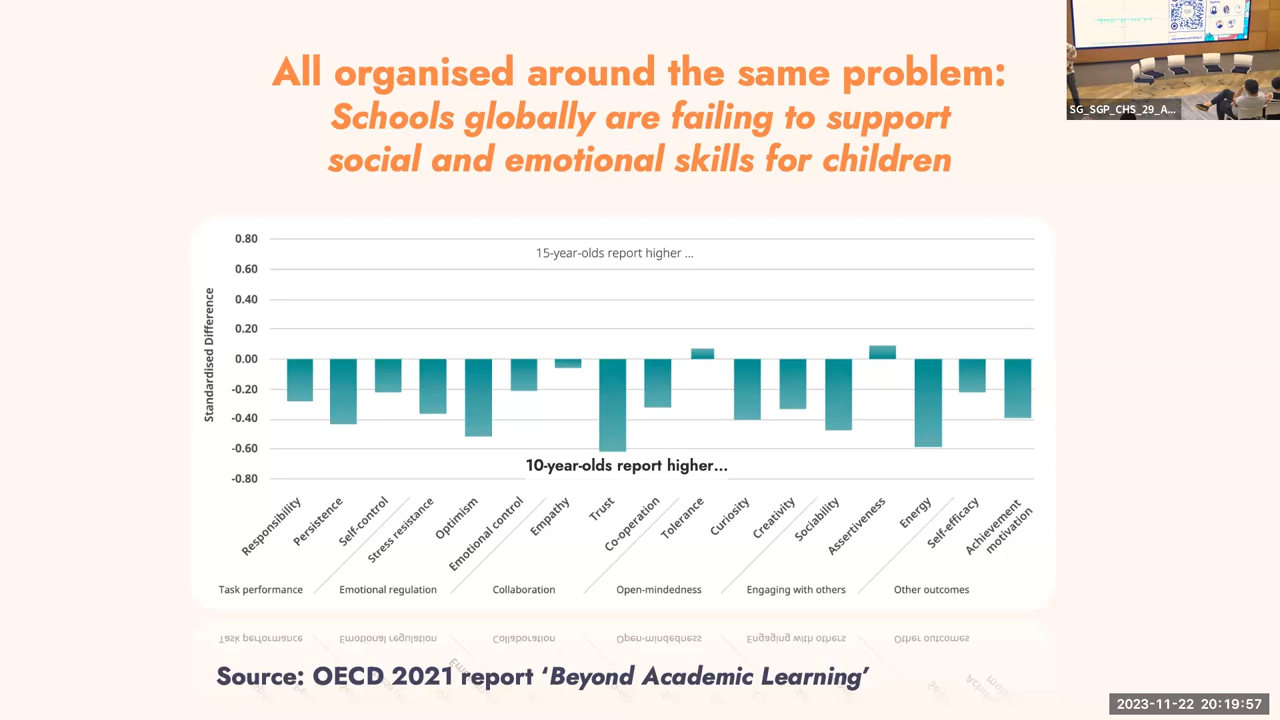 All organised around the same problem:
Schools globally are failing to support
social and emotional skills for children
SG_SGP_CHS_29_A...
0.80
0.60
0.40
0.20
0.00
-0.20
-0.40
-0.60
-0.80
Standardised Difference
15-year-olds report higher ...
10-year-olds report higher...
Responsibility
Persistence
Self-control
Stress resistance
Optimism
Emotional control
Empathy
Trust
Co-operation
Tolerance
Curiosity
Creativity
Sociability
Assertiveness
Energy
Self-efficacy
Achievement
motivation
Task performance
Emotional regulation
Collaboration
Open-mindedness
Engaging with others
Other outcomes
Source: OECD 2021 report ‘Beyond Academic Learning’
2023-11-22 20:19:57